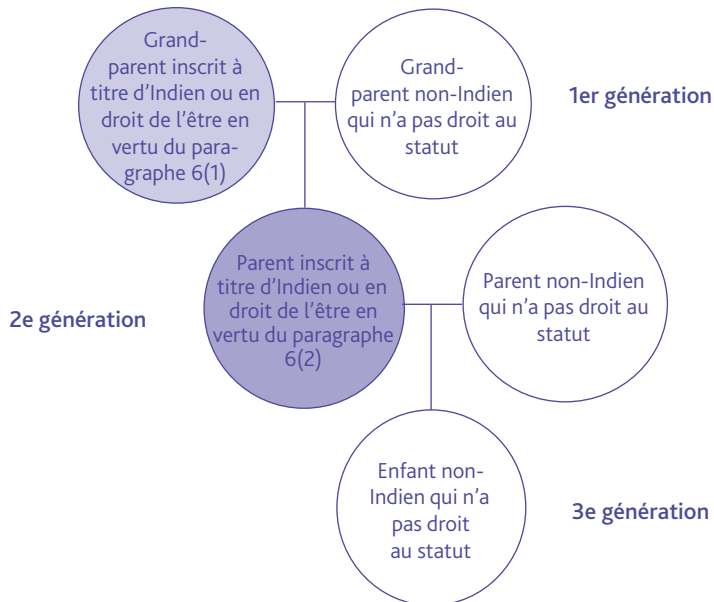 Grand-
parent inscrit à
titre d’Indien ou en
droit de l’être en
vertu du para-
graphe 6(1)
Grand-
parent non-Indien
qui n’a pas droit au
statut
1er génération
2e génération
Parent inscrit à
titre d’Indien ou en
droit de l’être en
vertu du paragraphe
6(2)
Parent non-Indien
qui n’a pas droit au
statut
Enfant non-
Indien qui n’a
pas droit
au statut
3e génération